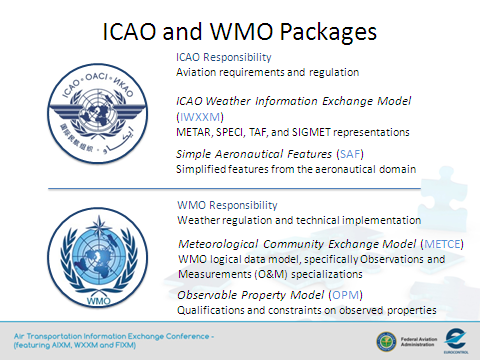 ICAO and WMO Packages
ICAO · OACI · ИКАО
ICAO Responsibility
Aviation requirements and regulation
ICAO Weather Information Exchange Model
(IWXXM)
METAR, SPECI, TAF, and SIGMET representations
Simple Aeronautical Features (SAF)
Simplified features from the aeronautical domain
WMO Responsibility
Weather regulation and technical implementation
Meteorological Community Exchange Model (METCE)
WMO logical data model, specifically Observations and
Measurements (O&M) specializations
Observable Property Model (OPM)
Qualifications and constraints on observed properties
WMO
Air Transportation Information Exchange Conference -
(featuring AIXM, WXXM and FIXM)
Federal Aviation
Administration
EUROCONTROL